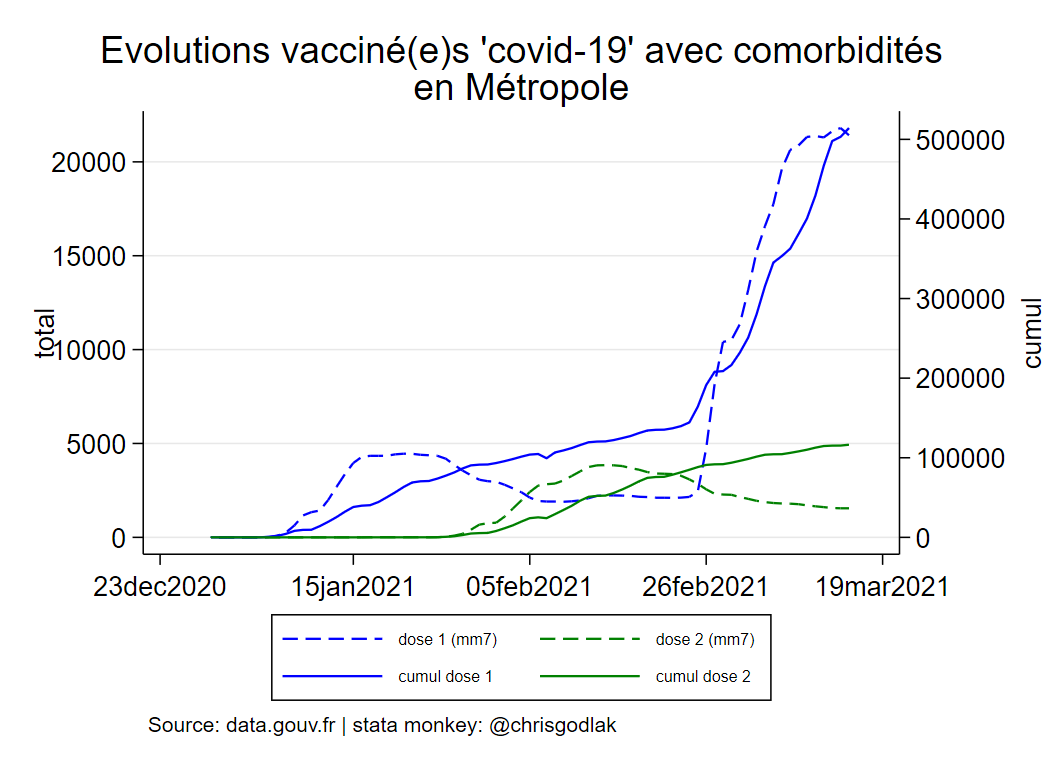 Evolutions vacciné(e)s 'covid-19' avec comorbidités
en Métropole
total
20000
15000
10000
5000
0
cumul
500000
400000
300000
200000
100000
0
23dec2020 15jan2021 05feb2021 26feb2021 19mar2021
dose 1 (mm7) dose 2 (mm7)
cumul dose 1 cumul dose 2
Source: data.gouv.fr | stata monkey: @chrisgodlak